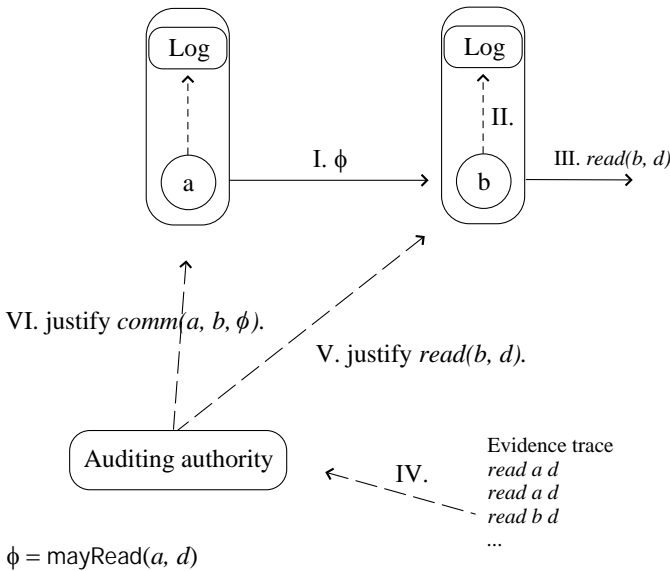 Log
Log
II.
I. ϕ
III. read(b, d)
a
b
VI. justify comm(a, b, ϕ).
V. justify read(b, d).
Auditing authority
IV.
Evidence trace
read a d
read a d
read b d
...
ϕ = mayRead(a, d)